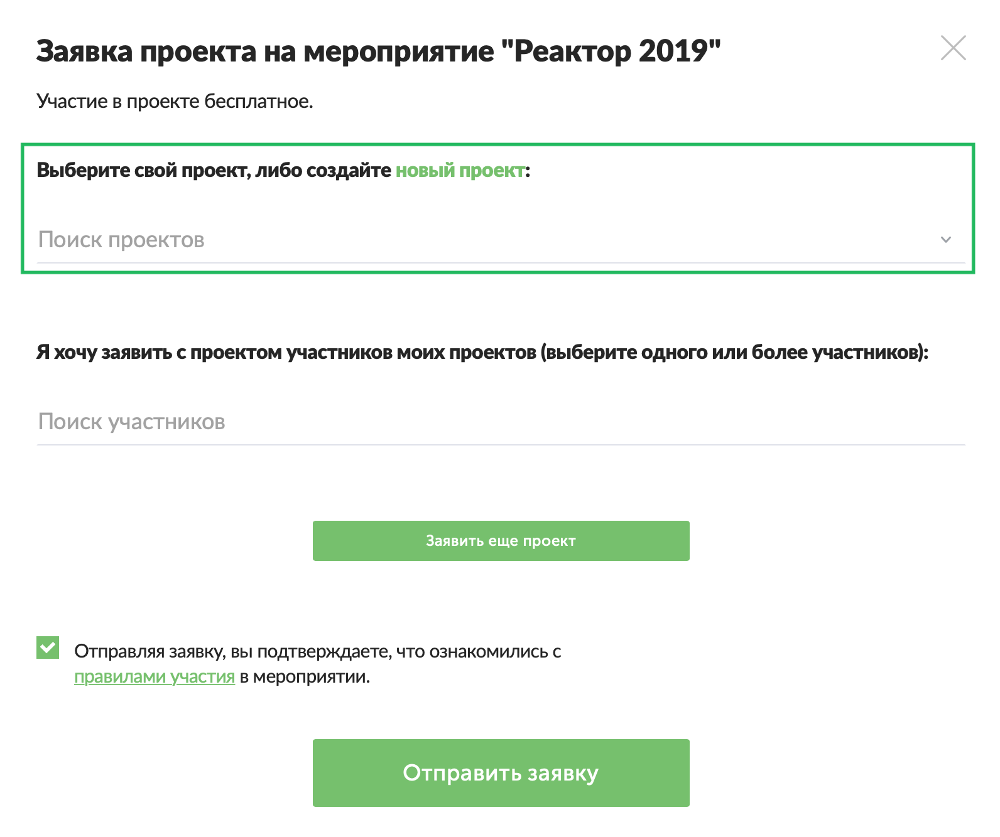 Заявка проекта на мероприятие "Реактор 2019"
Участие в проекте бесплатное.
Выберите свой проект, либо создайте новый проект:
Поиск проектов
Я хочу заявить с проектом участников моих проектов (выберите одного или более участников):
Поиск участников
Заявить еще проект
Отправляя заявку, вы подтверждаете, что ознакомились с
правилами участия в мероприятии.
Отправить заявку